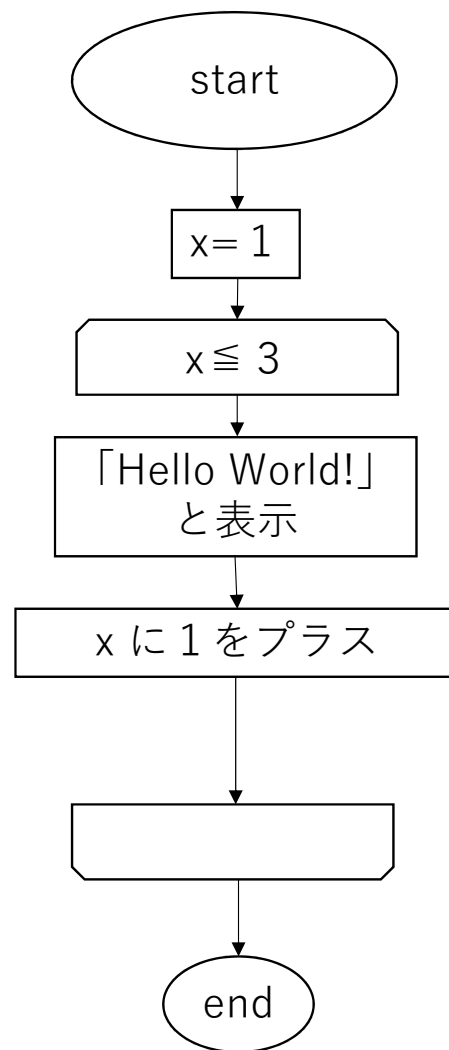 start
x= 1
x ≦ 3
「Hello World!」
と表示
x に 1 をプラス
end